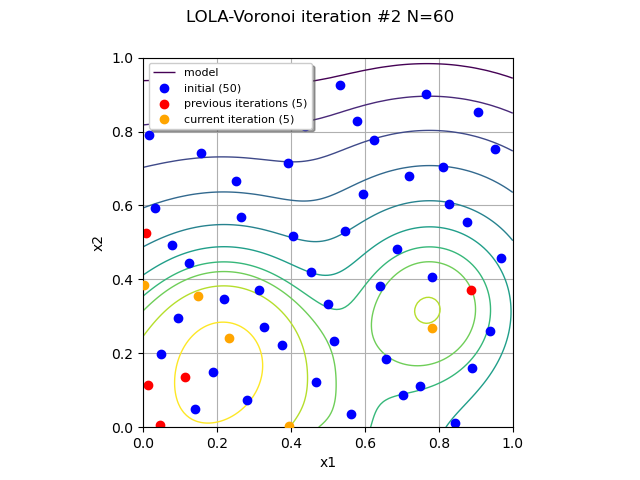 LOLA-Voronoi iteration #2 N=60
1.0
model
initial (50)
previous iterations (5)
current iteration (5)
0.8
0.6
x2
0.4
0.2
0.0
0.0 0.2 0.4 0.6 0.8 1.0
x1